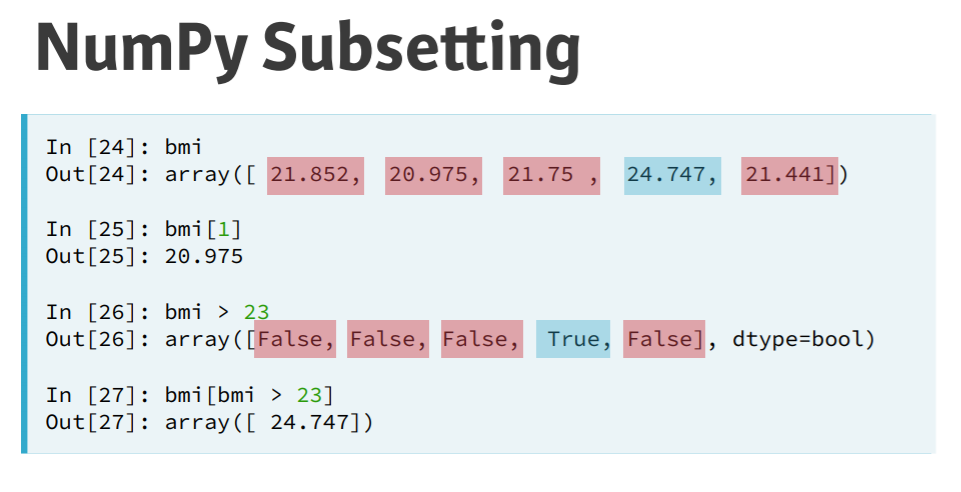 NumPy Subsetting
In [24]: bmi
Out[24]: array([ 21.852, 20.975, 21.75 , 24.747, 21.441])
In [25]: bmi[1]
Out[25]: 20.975
In [26]: bmi > 23
Out[26]: array([False, False, False, True, False], dtype=bool)
In [27]: bmi[bmi > 23]
Out[27]: array([ 24.747])